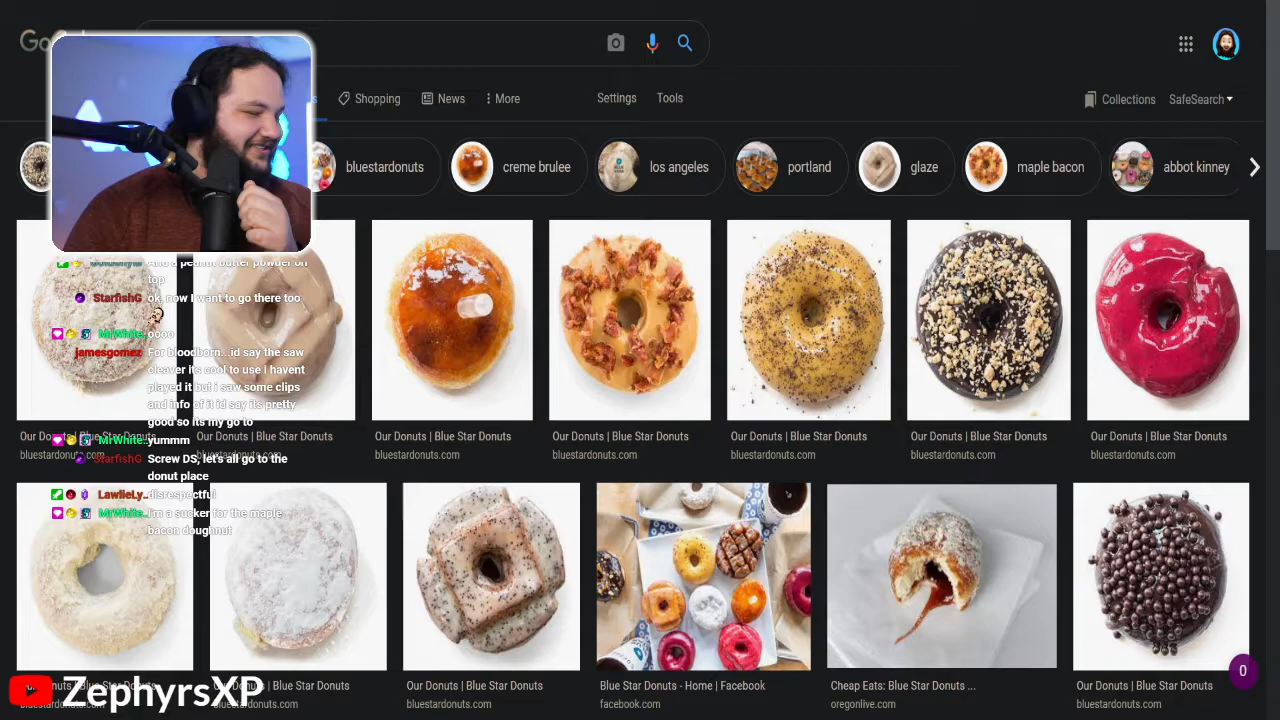 Go
Shopping
News
More
Settings
Tools
Collections
SafeSearch
bluestardonuts
creme brulee
los angeles
portland
glaze
maple bacon
abbot kinney
And a peanut butter powder on
top
StarfishG ok, now I want to go there too
MrWhite.. oooo
jamesgomez For bloodborn...id say the saw
cleaver its cool to use i havent
played it but i saw some clips
and info of it id say its pretty
good so its my go to
Our Donuts | Blue Star Donuts
Our Donuts | Blue Star Donuts
Our Donuts | Blue Star Donuts
Our Donuts | Blue Star Donuts
Our Donuts | Blue Star Donuts
Our Donuts | Blue Star Donuts
Our Donuts | Blue Star Donuts
bluestardonuts.com
bluestardonuts.com
bluestardonuts.com
bluestardonuts.com
bluestardonuts.com
bluestardonuts.com
bluestardonuts.com
MrWhite.. yummm
StarfishG Screw DS, let's all go to the
donut place
LawlieLy.. disrespectful
MrWhite.. I'm a sucker for the maple
bacon doughnut
0
Our Donuts | Blue Star Donuts
Our Donuts | Blue Star Donuts
Our Donuts | Blue Star Donuts
Blue Star Donuts - Home | Facebook
Cheap Eats: Blue Star Donuts ...
Our Donuts | Blue Star Donuts
bluestardonuts.com
bluestardonuts.com
bluestardonuts.com
facebook.com
oregonlive.com
bluestardonuts.com
ZephyrsXP